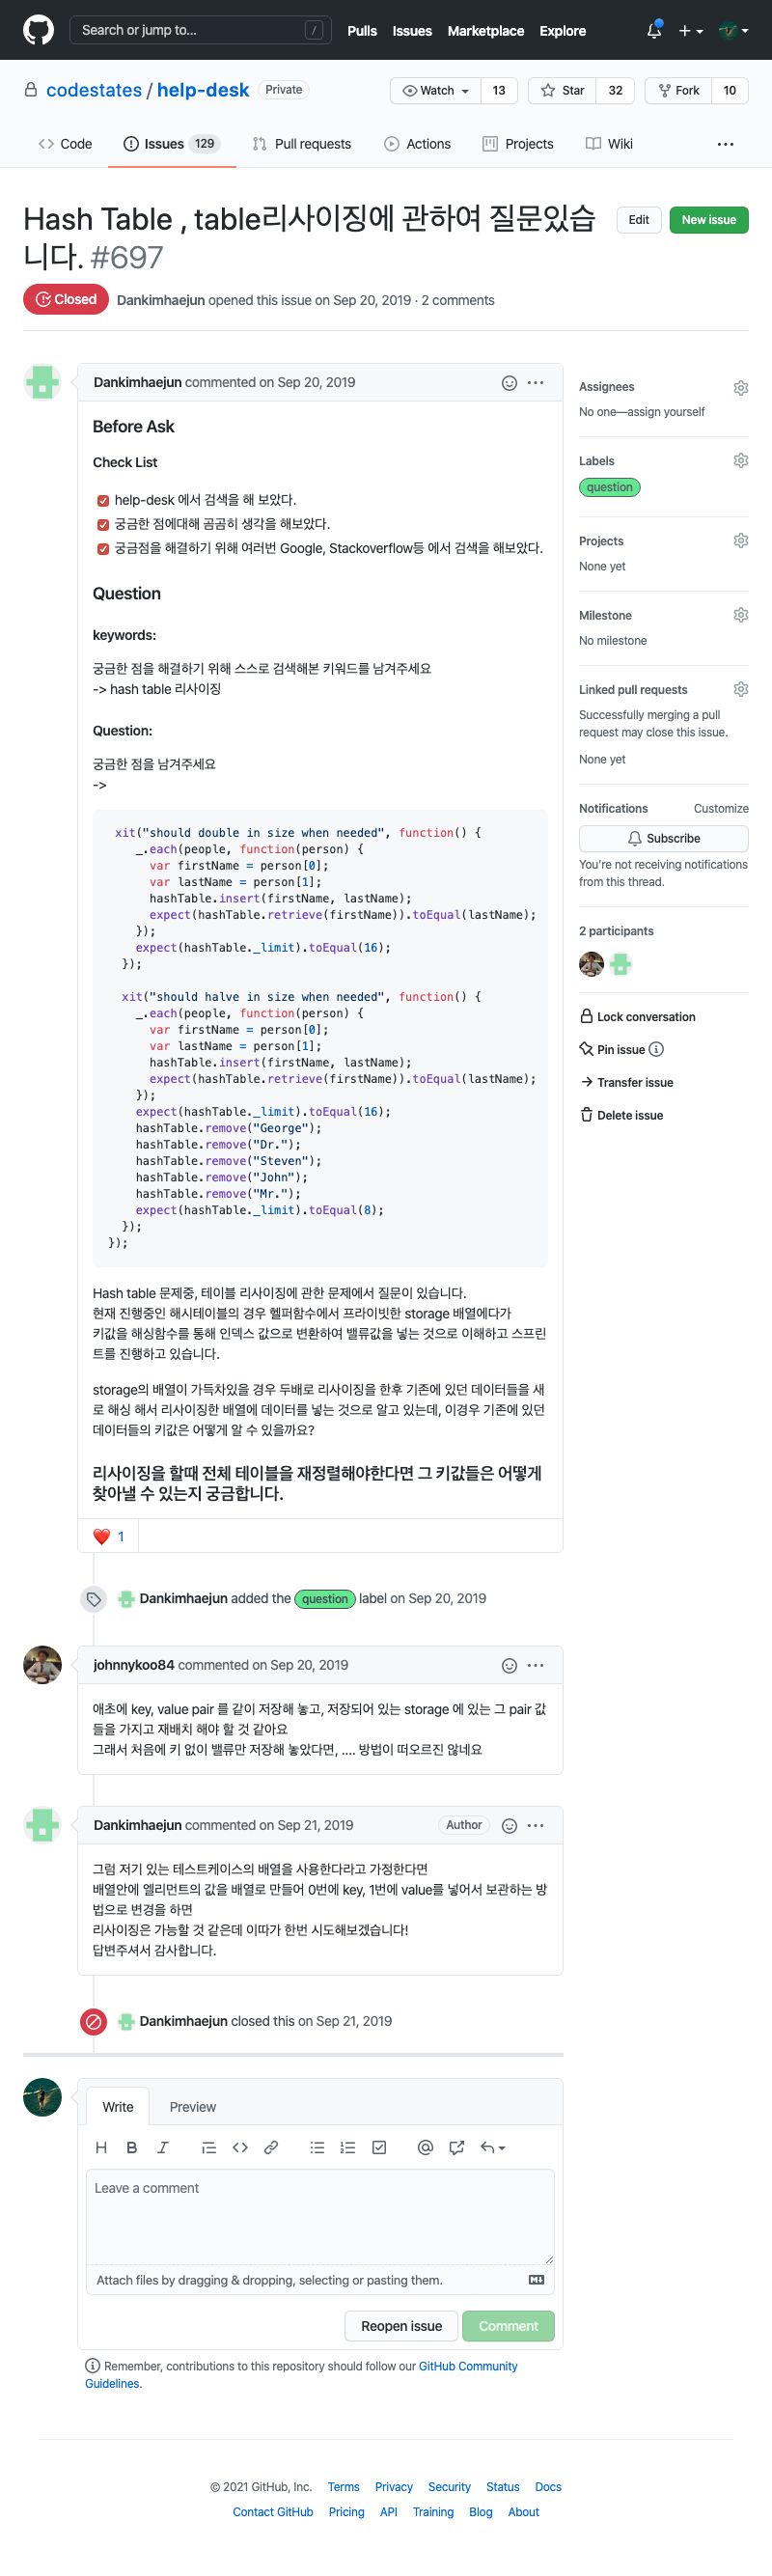 Search or jump to... /
Pulls Issues Marketplace Explore
codestates / help-desk Private
Watch 13 Star 32 Fork 10
Code Issues 129 Pull requests Actions Projects Wiki
Hash Table , table리사이징에 관하여 질문있습
니다. #697
Edit New issue
Closed Dankimhaejun opened this issue on Sep 20, 2019 · 2 comments
Dankimhaejun commented on Sep 20, 2019
Before Ask
Check List
help-desk 에서 검색을 해 보았다.
궁금한 점에대해 곰곰히 생각을 해보았다.
궁금점을 해결하기 위해 여러번 Google, Stackoverflow등 에서 검색을 해보았다.
Question
keywords:
궁금한 점을 해결하기 위해 스스로 검색해본 키워드를 남겨주세요
-> hash table 리사이징
Question:
궁금한 점을 남겨주세요
->
xit("should double in size when needed", function() {
_.each(people, function(person) {
var firstName = person[0];
var lastName = person[1];
hashTable.insert(firstName, lastName);
expect(hashTable.retrieve(firstName)).toEqual(lastName);
});
expect(hashTable._limit).toEqual(16);
});
xit("should halve in size when needed", function() {
_.each(people, function(person) {
var firstName = person[0];
var lastName = person[1];
hashTable.insert(firstName, lastName);
expect(hashTable.retrieve(firstName)).toEqual(lastName);
});
expect(hashTable._limit).toEqual(16);
hashTable.remove("George");
hashTable.remove("Dr.");
hashTable.remove("Steven");
hashTable.remove("John");
hashTable.remove("Mr.");
expect(hashTable._limit).toEqual(8);
});
});
Hash table 문제중, 테이블 리사이징에 관한 문제에서 질문이 있습니다.
현재 진행중인 해시테이블의 경우 헬퍼함수에서 프라이빗한 storage 배열에다가
키값을 해싱함수를 통해 인덱스 값으로 변환하여 밸류값을 넣는 것으로 이해하고 스프린
트를 진행하고 있습니다.
storage의 배열이 가득차있을 경우 두배로 리사이징을 한후 기존에 있던 데이터들을 새
로 해싱 해서 리사이징한 배열에 데이터를 넣는 것으로 알고 있는데, 이경우 기존에 있던
데이터들의 키값은 어떻게 알 수 있을까요?
리사이징을 할때 전체 테이블을 재정렬해야한다면 그 키값들은 어떻게
찾아낼 수 있는지 궁금합니다.
❤️ 1
Dankimhaejun added the question label on Sep 20, 2019
johnnykoo84 commented on Sep 20, 2019
애초에 key, value pair 를 같이 저장해 놓고, 저장되어 있는 storage 에 있는 그 pair 값
들을 가지고 재배치 해야 할 것 같아요
그래서 처음에 키 없이 밸류만 저장해 놓았다면, .... 방법이 떠오르진 않네요
Dankimhaejun commented on Sep 21, 2019 Author
그럼 저기 있는 테스트케이스의 배열을 사용한다라고 가정한다면
배열안에 엘리먼트의 값을 배열로 만들어 0번에 key, 1번에 value를 넣어서 보관하는 방
법으로 변경을 하면
리사이징은 가능할 것 같은데 이따가 한번 시도해보겠습니다!
답변주셔서 감사합니다.
Dankimhaejun closed this on Sep 21, 2019
Write Preview
Leave a comment
Attach files by dragging & dropping, selecting or pasting them.
Reopen issue Comment
Remember, contributions to this repository should follow our GitHub Community
Guidelines.
Assignees
No one—assign yourself
Labels
question
Projects
None yet
Milestone
No milestone
Linked pull requests
Successfully merging a pull
request may close this issue.
None yet
Notifications Customize
Subscribe
You're not receiving notifications
from this thread.
2 participants
Lock conversation
Pin issue
Transfer issue
Delete issue
© 2021 GitHub, Inc. Terms Privacy Security Status Docs
Contact GitHub Pricing API Training Blog About